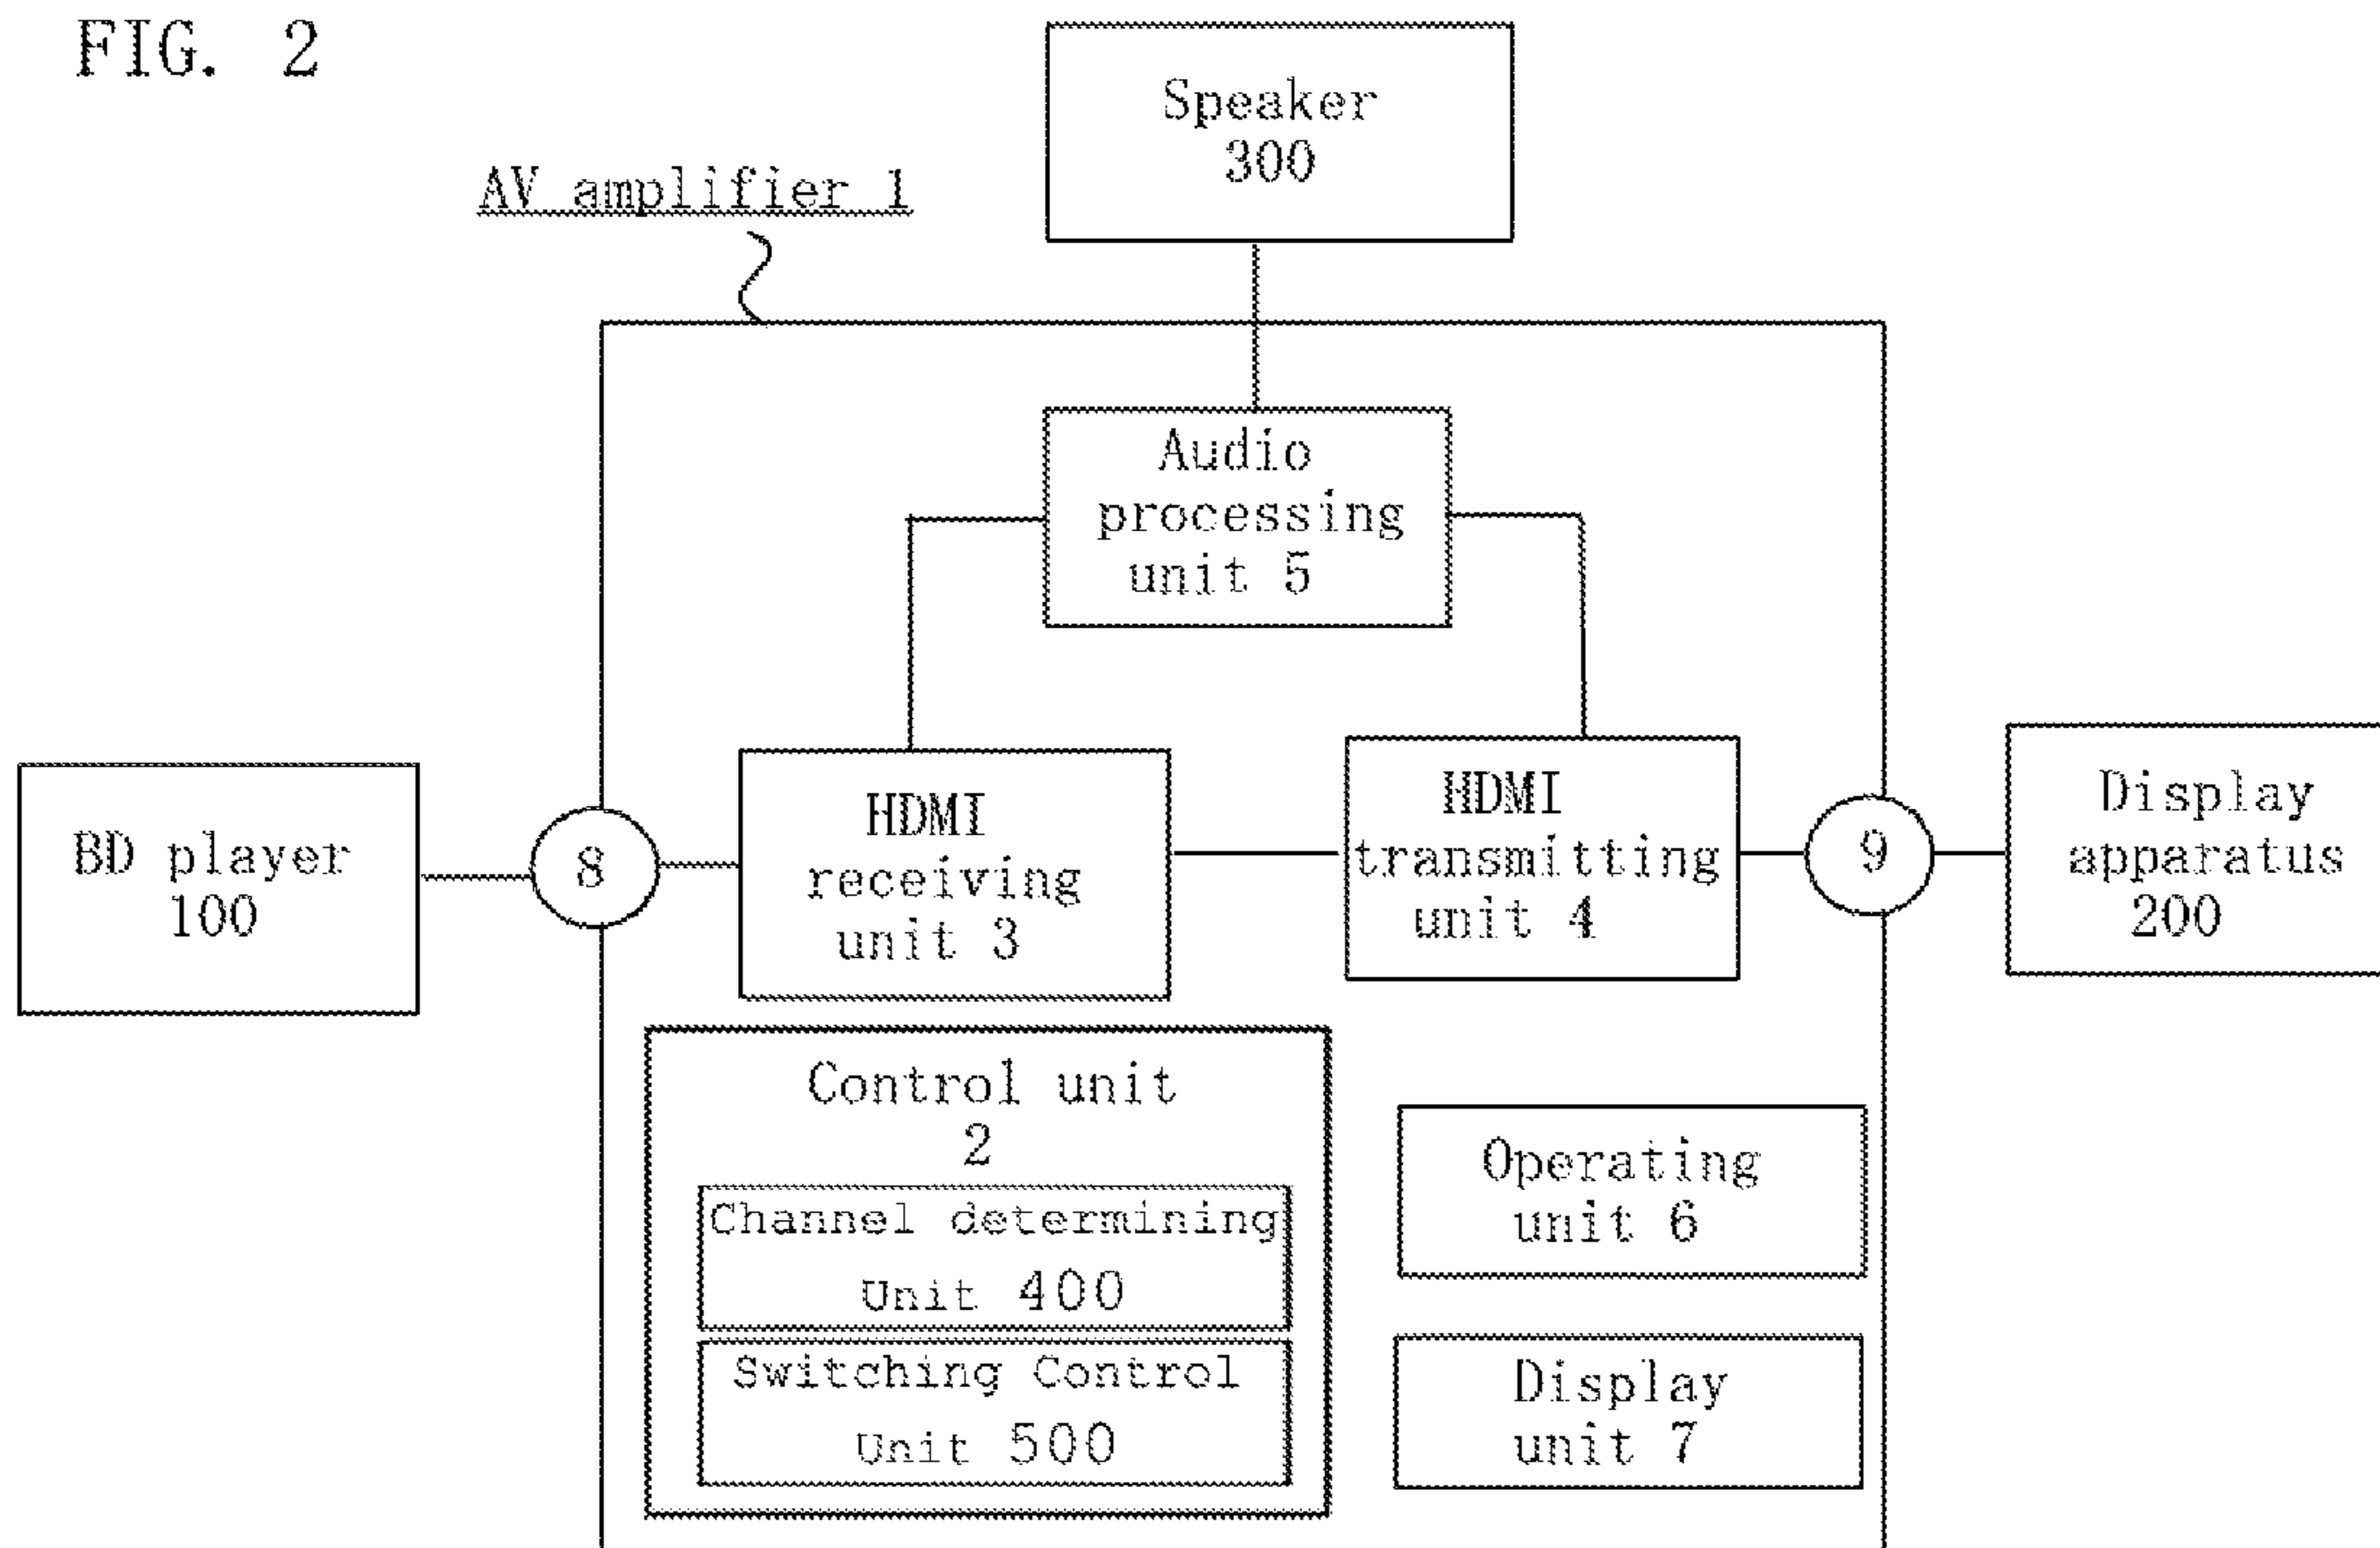 FIG. 2
Speaker
300
AV amplifier 1
Audio
processing
unit 5
BD player
100
8
HDMI
receiving
unit 3
HDMI
transmitting
unit 4
9
Display
apparatus
200
Control unit
2
Channel determining
Unit 400
Switching Control
Unit 500
Operating
unit 6
Display
unit 7